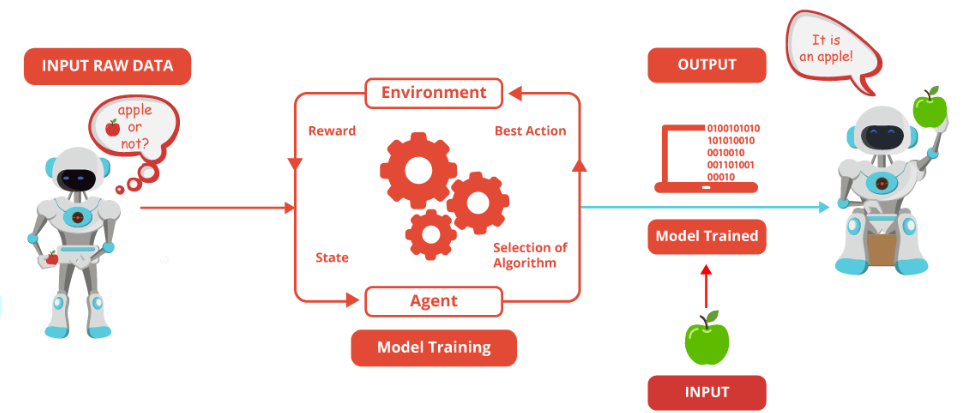 INPUT RAW DATA
apple
or
not?
Environment
Reward
Best Action
State
Selection of
Algorithm
Agent
Model Training
OUTPUT
0100101010
101010010
0010010
001101001
00010
Model Trained
INPUT
It is
an apple!